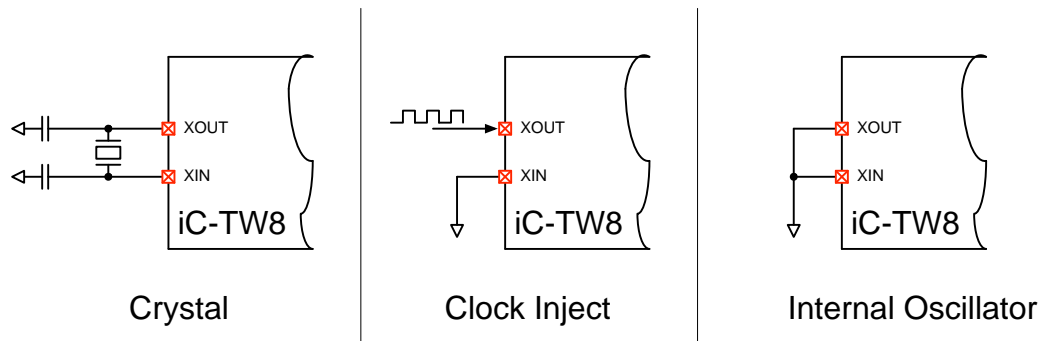 XOUT
XIN
iC-TW8
Crystal
XOUT
XIN
iC-TW8
Clock Inject
XOUT
XIN
iC-TW8
Internal Oscillator